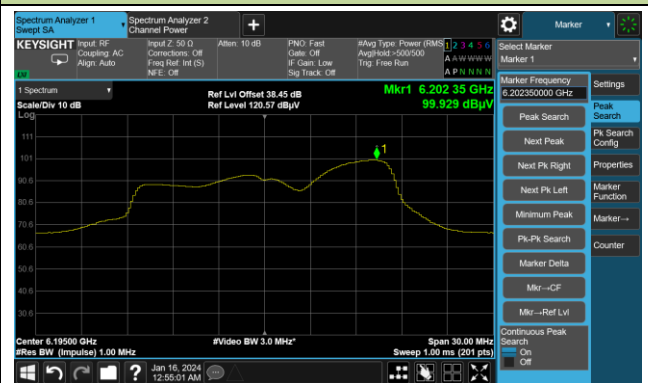 Spectrum Analyzer 1
Swept SA
Spectrum Analyzer 2
Channel Power
+
Marker
KEYSIGHT
Input: RF
Coupling: AC
Align: Auto
Input Z: 50 Ω
Corrections: Off
Freq Ref: Int (S)
NFE: Off
Atten: 10 dB
PNO: Fast
Gate: Off
IF Gain: Low
Sig Track: Off
#Avg Type: Power (RMS
Avg|Hold:>500/500
Trig: Free Run
1 2 3 4 5 6
A A W W W W
A P N N N N
Select Marker
Marker 1
1 Spectrum
Scale/Div 10 dB
Log
Ref Lvl Offset 38.45 dB
Ref Level 120.57 dBµV
Mkr1 6.202 35 GHz
99.929 dBµV
111
101
90.6
80.6
70.6
60.6
50.6
40.6
30.6
1
Center 6.19500 GHz
#Res BW (Impulse) 1.00 MHz
#Video BW 3.0 MHz*
Span 30.00 MHz
Sweep 1.00 ms (201 pts)
Marker Frequency
6.202350000 GHz
Peak Search
Next Peak
Next Pk Right
Next Pk Left
Minimum Peak
Pk-Pk Search
Marker Delta
Mkr→CF
Mkr→Ref Lvl
Continuous Peak
Search
On
Off
Settings
Peak
Search
Pk Search
Config
Properties
Marker
Function
Marker→
Counter
?
Jan 16, 2024
12:55:01 AM